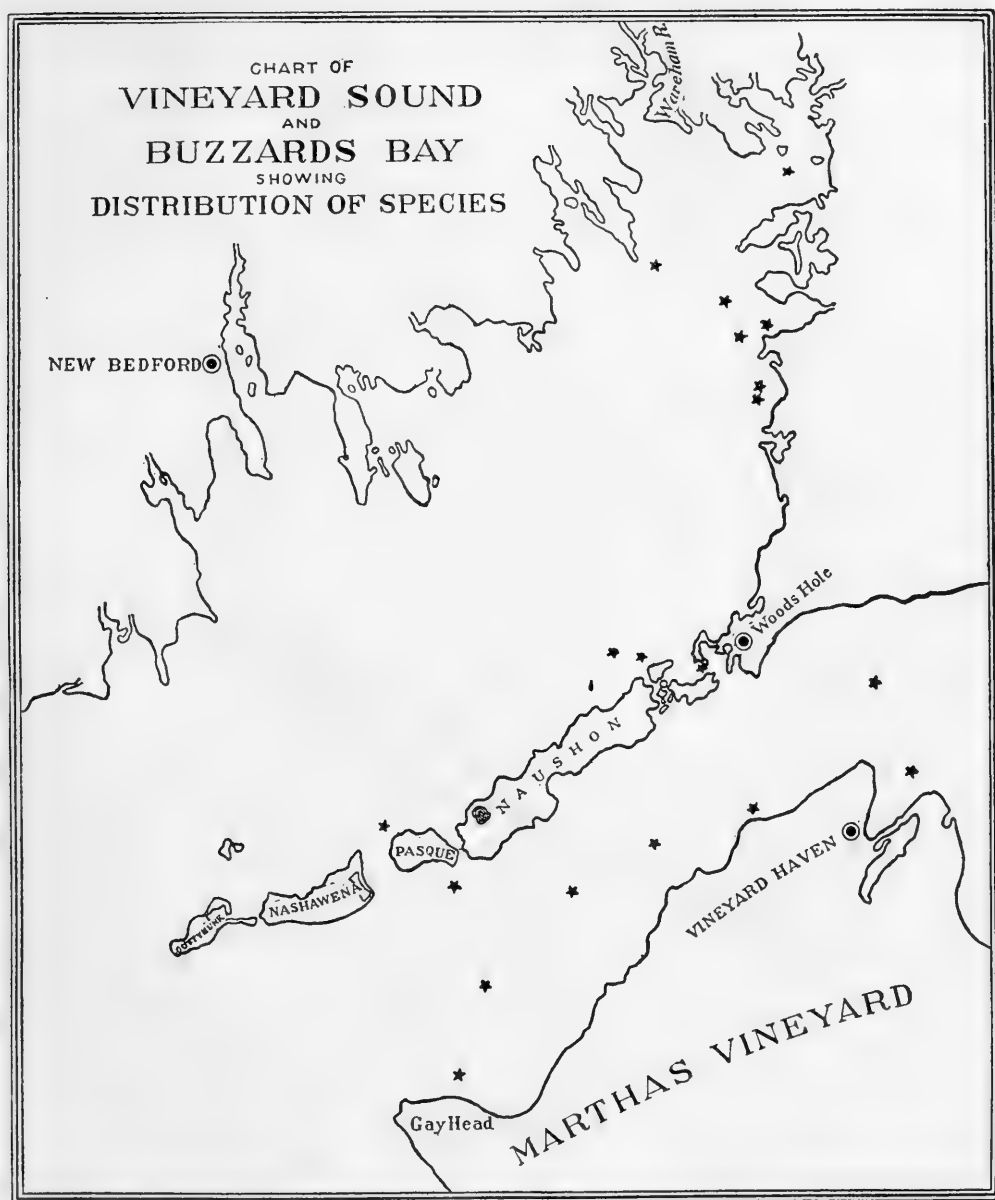 CHART OF
VINEYARD SOUND
AND
BUZZARDS BAY
SHOWING
DISTRIBUTION OF SPECIES
Wareham R.
NEW BEDFORD
Woods Hole
NAUSHON
PASQUE
NASHAWENA
CUTTYHUNK
VINEYARD HAVEN
MARTHAS VINEYARD
Gay Head